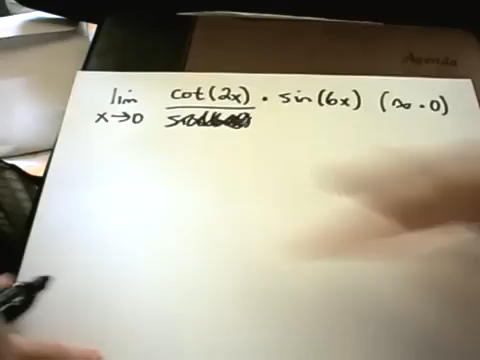 Agenda
lim cot(2x) · sin(6x) (∞ · 0)
x→0